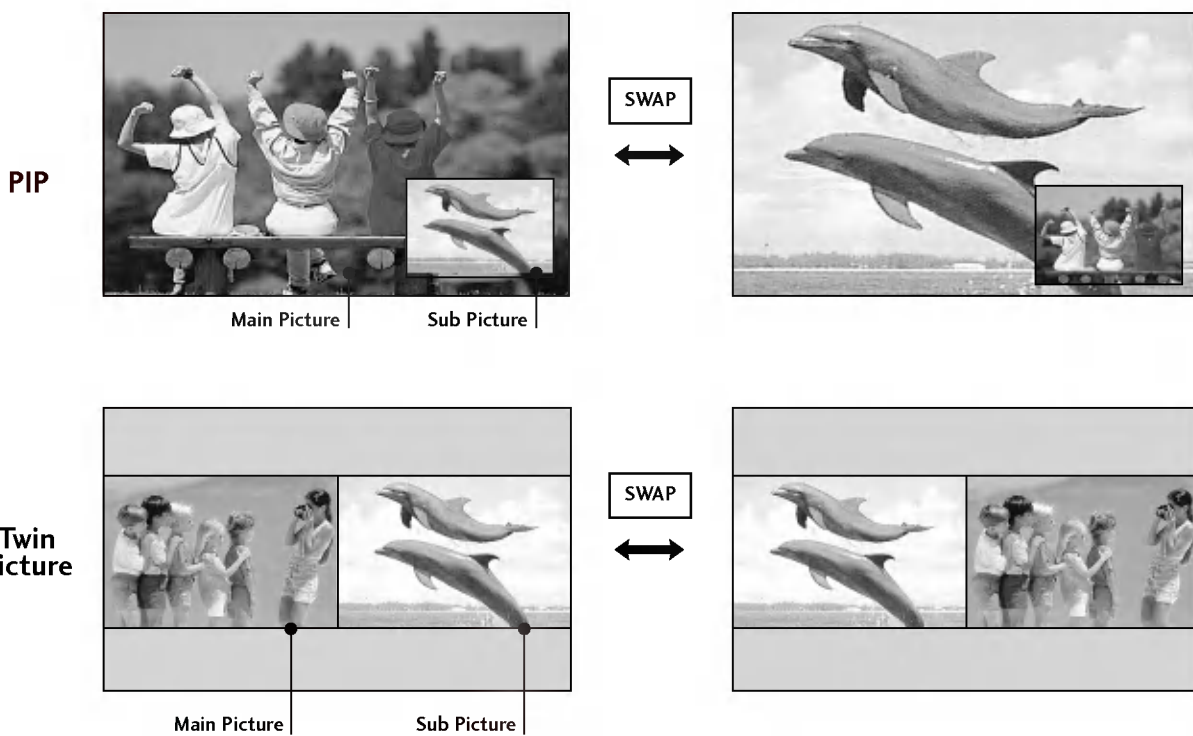 SWAP
PIP
Main Picture
Sub Picture
SWAP
Twin
icture
Main Picture
Sub Picture